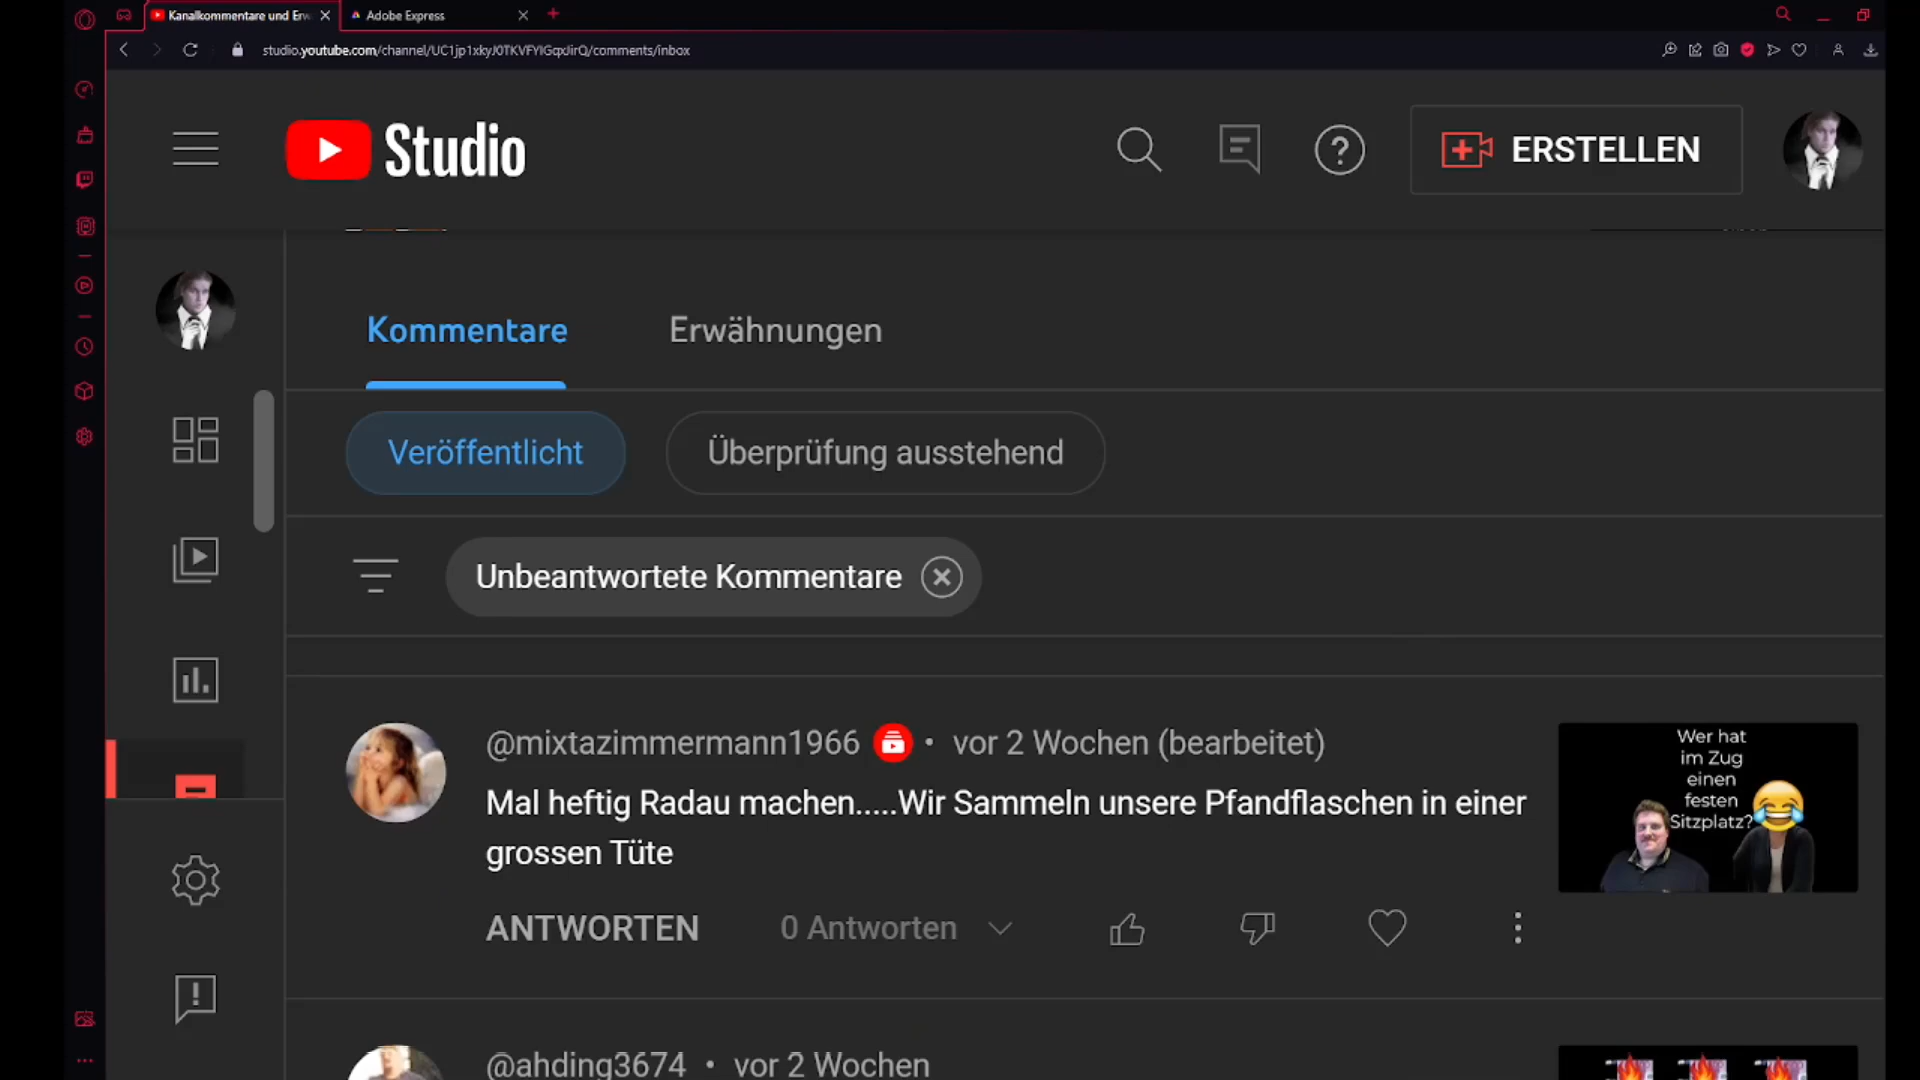 Kanalkommentare und Erw
Adobe Express
studio.youtube.com/channel/UC1jp1xkyJ0TKVFYIGqxJirQ/comments/inbox
Studio
ERSTELLEN
Kommentare
Erwähnungen
Veröffentlicht
Überprüfung ausstehend
Unbeantwortete Kommentare
@mixtazimmermann1966 • vor 2 Wochen (bearbeitet)
Mal heftig Radau machen.....Wir Sammeln unsere Pfandflaschen in einer
grossen Tüte
Wer hat
im Zug
einen
festen
Sitzplatz?
ANTWORTEN
0 Antworten
@ahding3674 • vor 2 Wochen